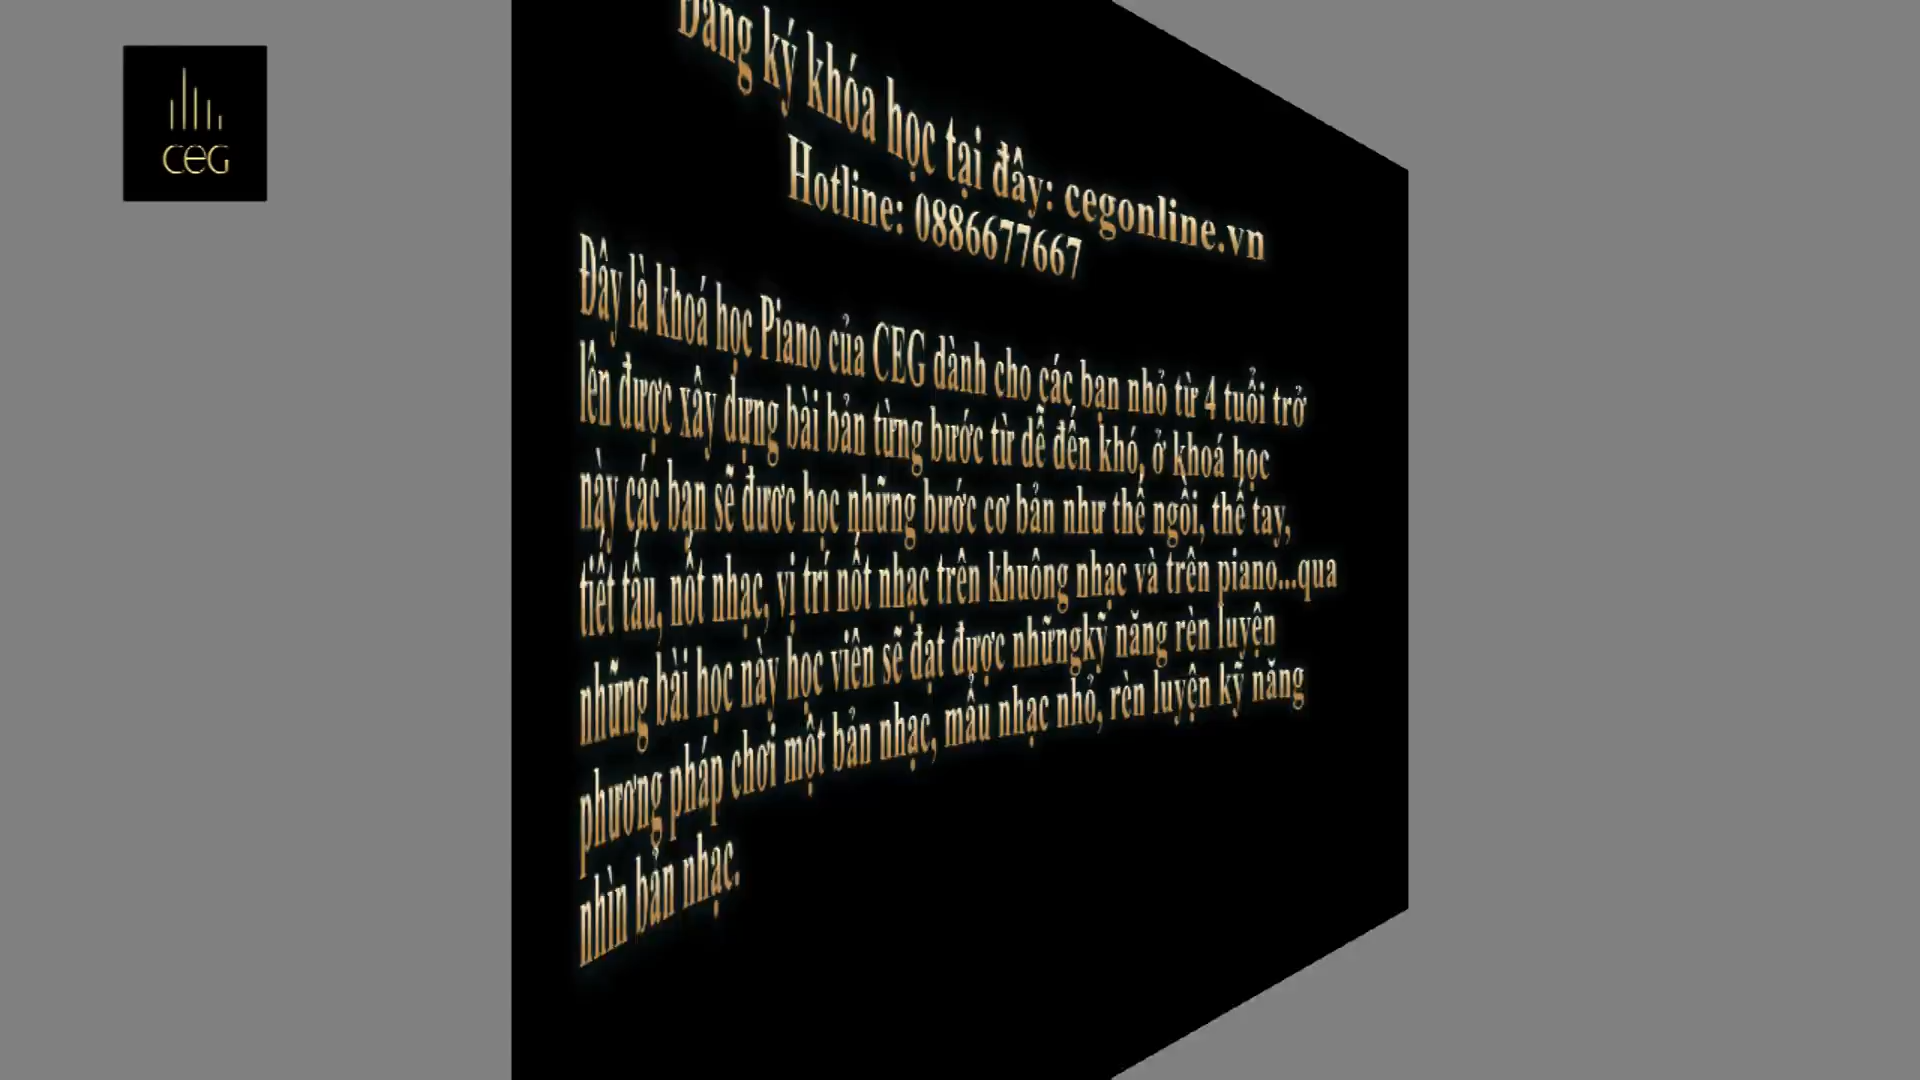 CEG
Đăng ký khóa học tại đây: cegonline.vn
Hotline: 0886677667
Đây là khoá học Piano của CEG dành cho các bạn nhỏ từ 4 tuổi trở
lên được xây dựng bài bản từng bước từ dễ đến khó, ở khoá học
này các bạn sẽ được học những bước cơ bản như thế ngồi, thế tay,
tiết tấu, nốt nhạc, vị trí nốt nhạc trên khuông nhạc và trên piano...qua
những bài học này học viên sẽ đạt được nhữngkỹ năng rèn luyện
phương pháp chơi một bản nhạc, mẩu nhạc nhỏ, rèn luyện kỹ năng
nhìn bản nhạc.